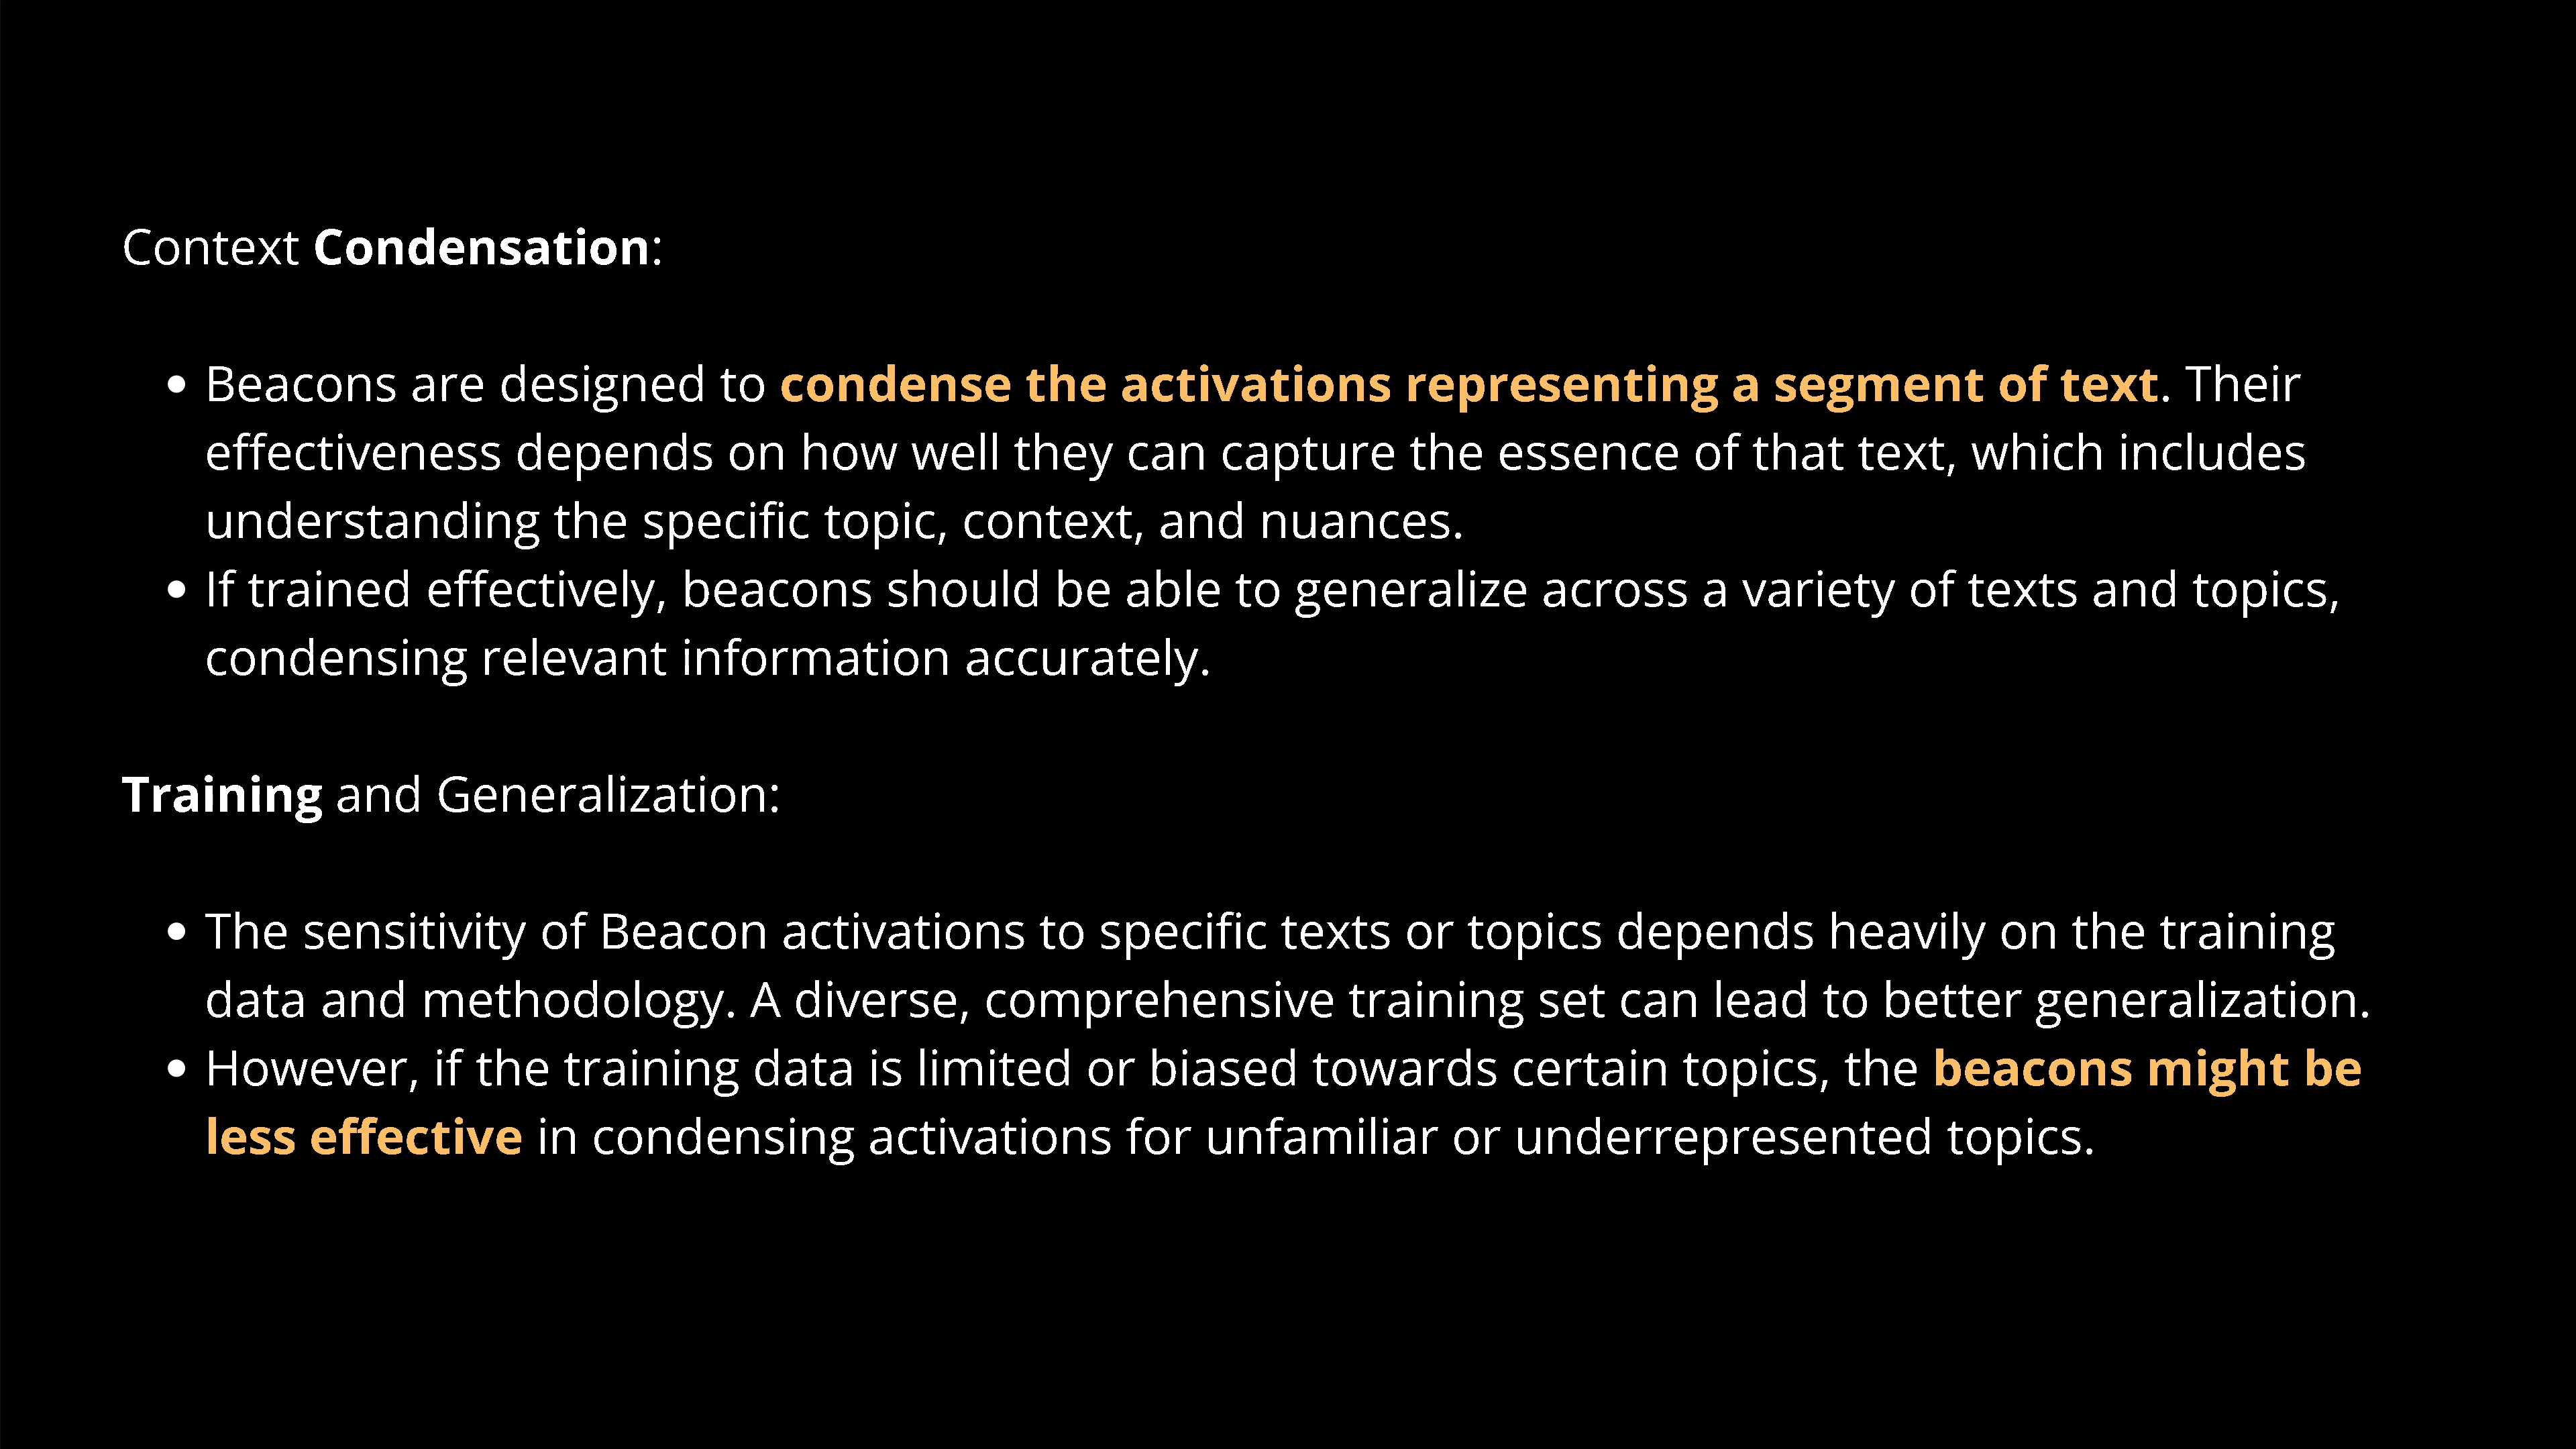 Context Condensation:
• Beacons are designed to condense the activations representing a segment of text. Their
effectiveness depends on how well they can capture the essence of that text, which includes
understanding the specific topic, context, and nuances.
• If trained effectively, beacons should be able to generalize across a variety of texts and topics,
condensing relevant information accurately.
Training and Generalization:
• The sensitivity of Beacon activations to specific texts or topics depends heavily on the training
data and methodology. A diverse, comprehensive training set can lead to better generalization.
• However, if the training data is limited or biased towards certain topics, the beacons might be
less effective in condensing activations for unfamiliar or underrepresented topics.